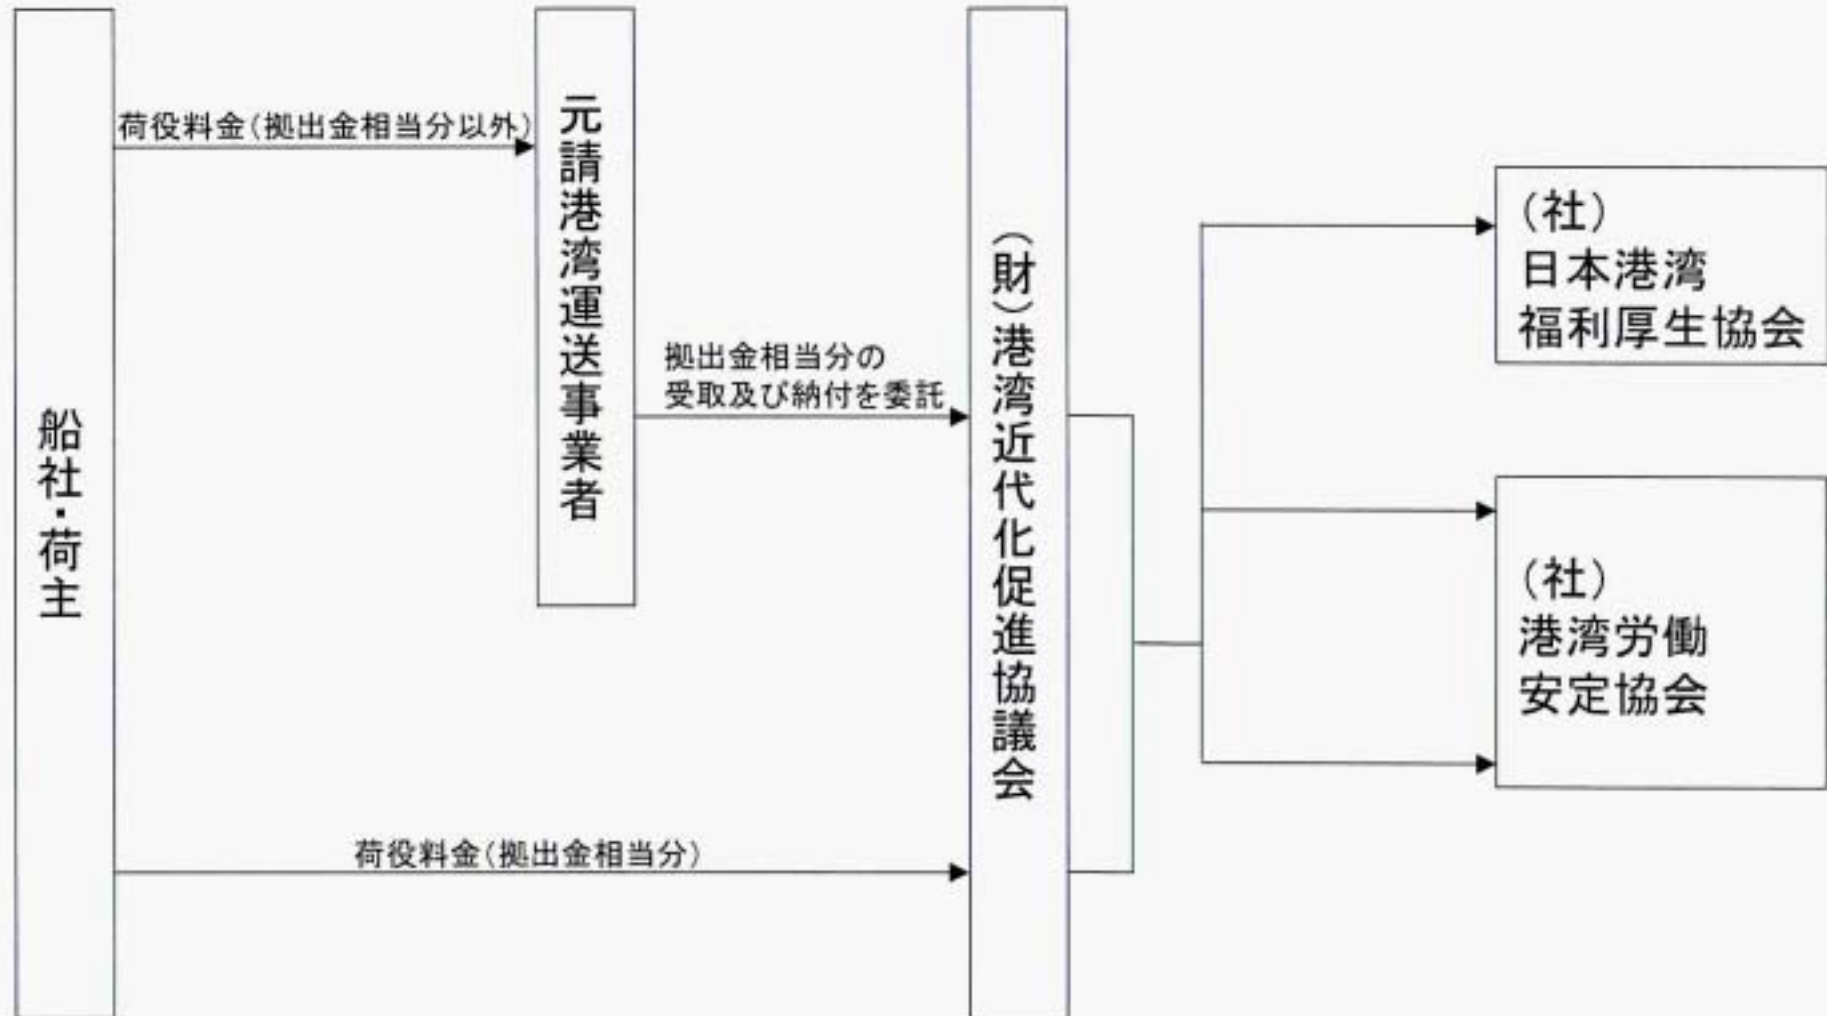 船社・荷主
荷役料金(拠出金相当分以外)
元請港湾運送事業者
拠出金相当分の
受取及び納付を委託
荷役料金(拠出金相当分)
(財)港湾近代化促進協議会
(社)
日本港湾
福利厚生協会
(社)
港湾労働
安定協会